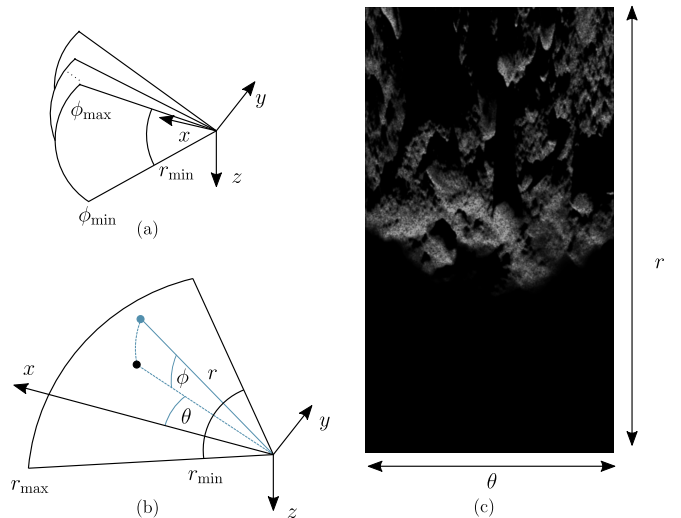 ϕmax
y
x
rmin
z
ϕmin
(a)
x
ϕ
r
θ
y
rmax
rmin
z
(b)
r
θ
(c)